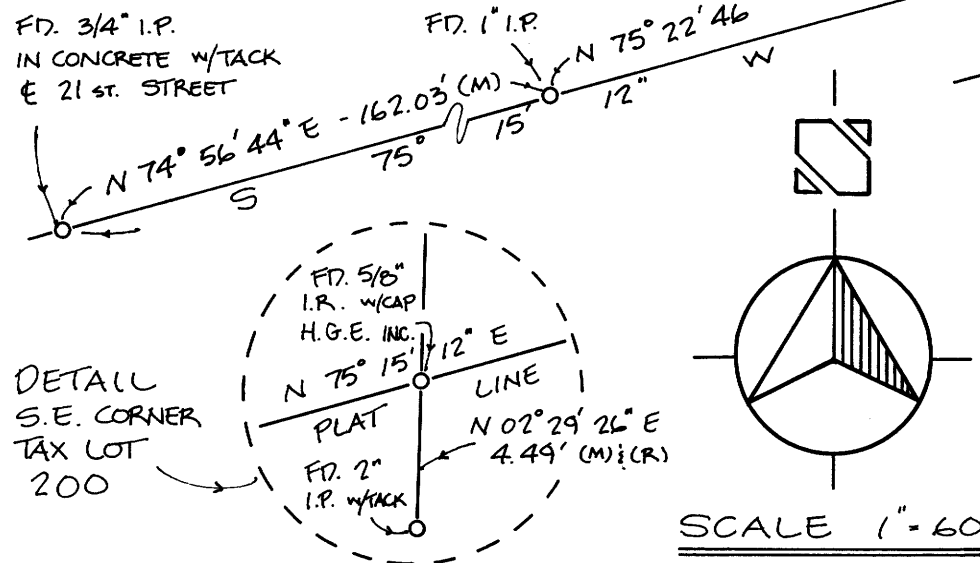 FD. 3/4" I.P.
IN CONCRETE W/TACK
℄ 21 ST. STREET
FD. 1" I.P.
N 74° 56' 44" E - 162.03' (M)
N 75° 22' 46
S 75° 15' 12" W
FD. 5/8"
I.R. W/CAP
H.G.E. INC.
N 75° 15' 12" E
PLAT LINE
N 02° 29' 26" E
4.49' (M) & (R)
FD. 2"
I.P. W/TACK
DETAIL
S.E. CORNER
TAX LOT
200
SCALE 1" = 60